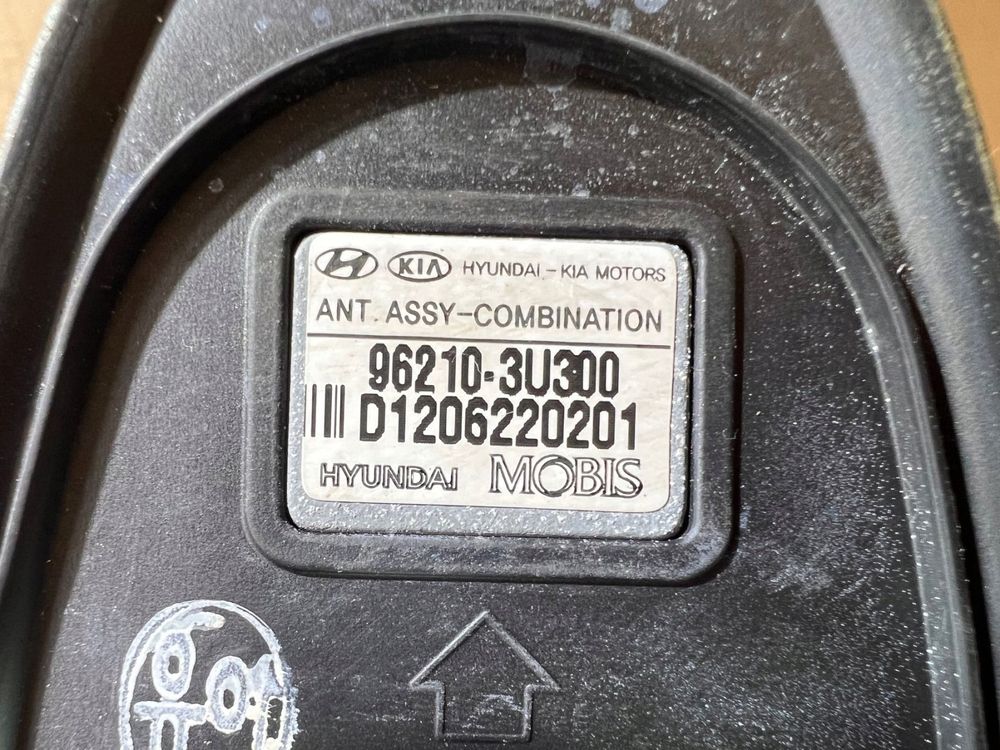 KIA HYUNDAI - KIA MOTORS
ANT. ASSY-COMBINATION
96210-3U300
D1206220201
HYUNDAI MOBIS